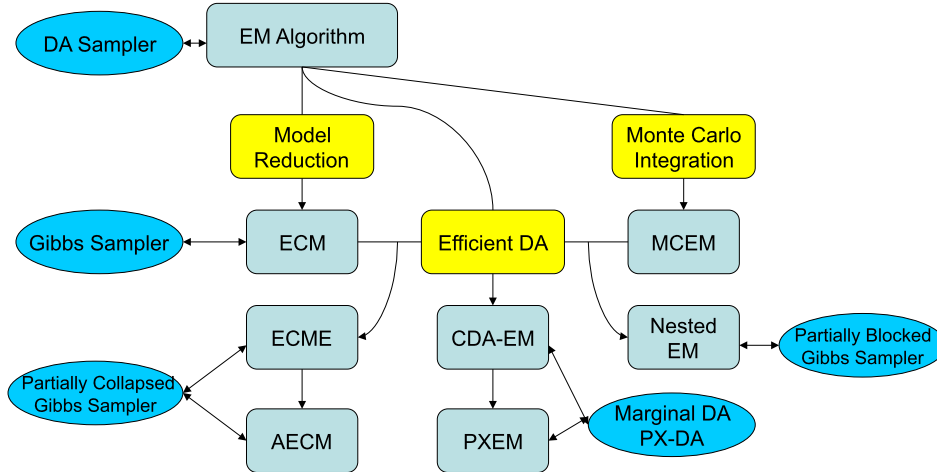 EM Algorithm
DA Sampler
Model
Reduction
Monte Carlo
Integration
Gibbs Sampler
ECM
Efficient DA
MCEM
ECME
CDA-EM
Nested
EM
Partially Blocked
Gibbs Sampler
Partially Collapsed
Gibbs Sampler
AECM
PXEM
Marginal DA
PX-DA